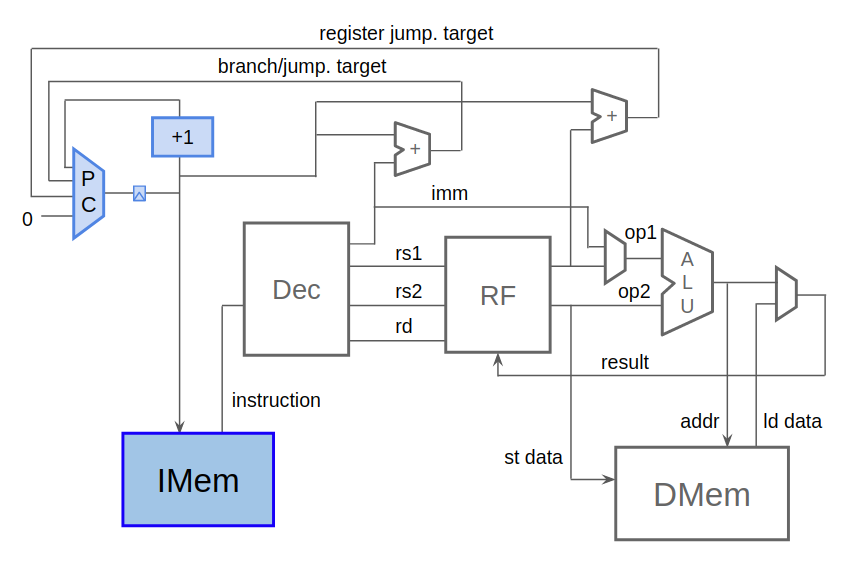 register jump. target
branch/jump. target
+1
+
+
P
C
0
imm
Dec
rs1
rs2
rd
RF
op1
op2
A
L
U
result
instruction
addr
ld data
st data
IMem
DMem